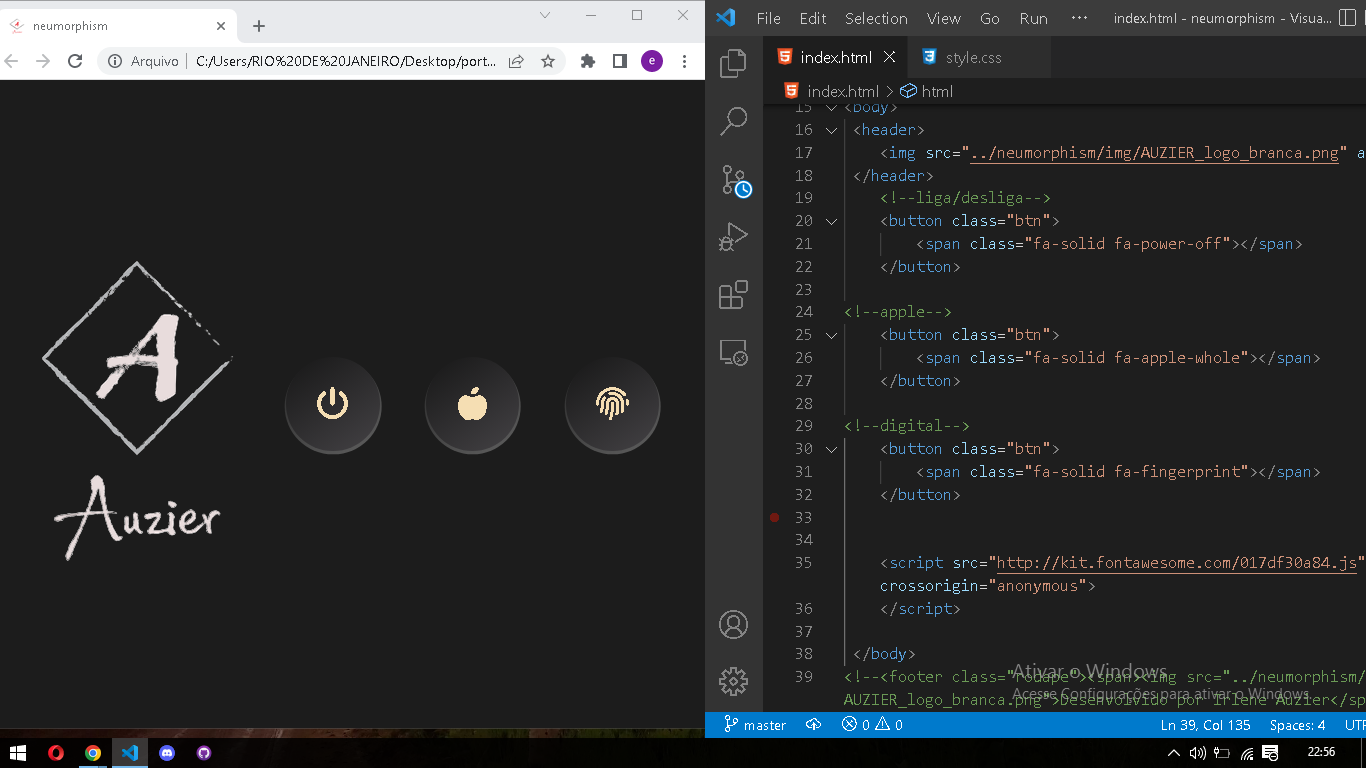 neumorphism
Arquivo
C:/Users/RIO%20DE%20JANEIRO/Desktop/port...
e
A
Auzier
File Edit Selection View Go Run ··· index.html - neumorphism - Visua...
index.html
style.css
index.html > html
15 <body>
16 <header>
17 <img src="../neumorphism/img/AUZIER_logo_branca.png" a
18 </header>
19 <!--liga/desliga-->
20 <button class="btn">
21 <span class="fa-solid fa-power-off"></span>
22 </button>
23
24 <!--apple-->
25 <button class="btn">
26 <span class="fa-solid fa-apple-whole"></span>
27 </button>
28
29 <!--digital-->
30 <button class="btn">
31 <span class="fa-solid fa-fingerprint"></span>
32 </button>
33
34
35 <script src="http://kit.fontawesome.com/017df30a84.js"
crossorigin="anonymous">
36 </script>
37
38 </body>
39 <!--<footer class="rodape"><span><img src="../neumorphism/
AUZIER_logo_branca.png">Desenvolvido por Irlene Auzier</sp
Ativar o Windows
Acesse Configurações para ativar o Windows.
master 0 0 Ln 39, Col 135 Spaces: 4 UTF
22:56